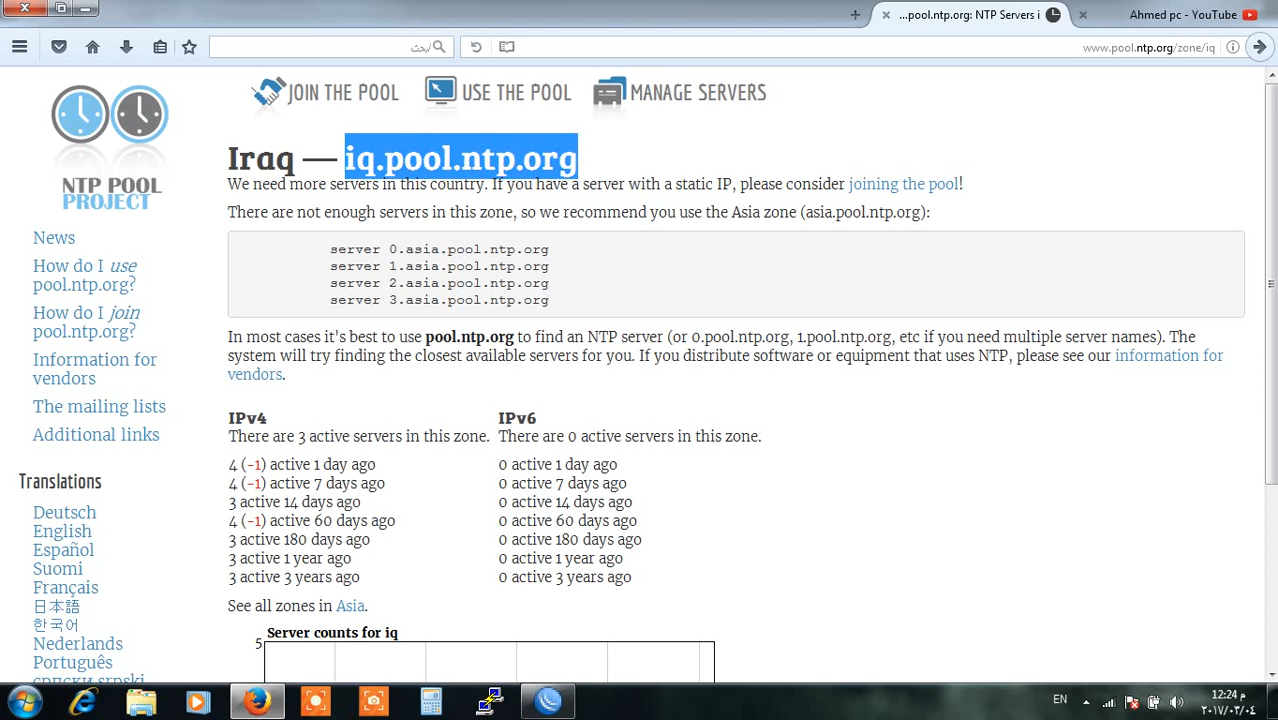 ...pool.ntp.org: NTP Servers i
Ahmed pc - YouTube
بحث/
www.pool.ntp.org/zone/iq
JOIN THE POOL
USE THE POOL
MANAGE SERVERS
NTP POOL
PROJECT
News
How do I use
pool.ntp.org?
How do I join
pool.ntp.org?
Information for
vendors
The mailing lists
Additional links
Translations
Deutsch
English
Español
Suomi
Français
日本語
한국어
Nederlands
Português
српски srpski
Iraq — iq.pool.ntp.org
We need more servers in this country. If you have a server with a static IP, please consider joining the pool!
There are not enough servers in this zone, so we recommend you use the Asia zone (asia.pool.ntp.org):
server 0.asia.pool.ntp.org
server 1.asia.pool.ntp.org
server 2.asia.pool.ntp.org
server 3.asia.pool.ntp.org
In most cases it's best to use pool.ntp.org to find an NTP server (or 0.pool.ntp.org, 1.pool.ntp.org, etc if you need multiple server names). The
system will try finding the closest available servers for you. If you distribute software or equipment that uses NTP, please see our information for
vendors.
IPv4
There are 3 active servers in this zone.
4 (-1) active 1 day ago
4 (-1) active 7 days ago
3 active 14 days ago
4 (-1) active 60 days ago
3 active 180 days ago
3 active 1 year ago
3 active 3 years ago
IPv6
There are 0 active servers in this zone.
0 active 1 day ago
0 active 7 days ago
0 active 14 days ago
0 active 60 days ago
0 active 180 days ago
0 active 1 year ago
0 active 3 years ago
See all zones in Asia.
Server counts for iq
5
EN
12:24 م
٢٠١٧/٠٣/٠٤